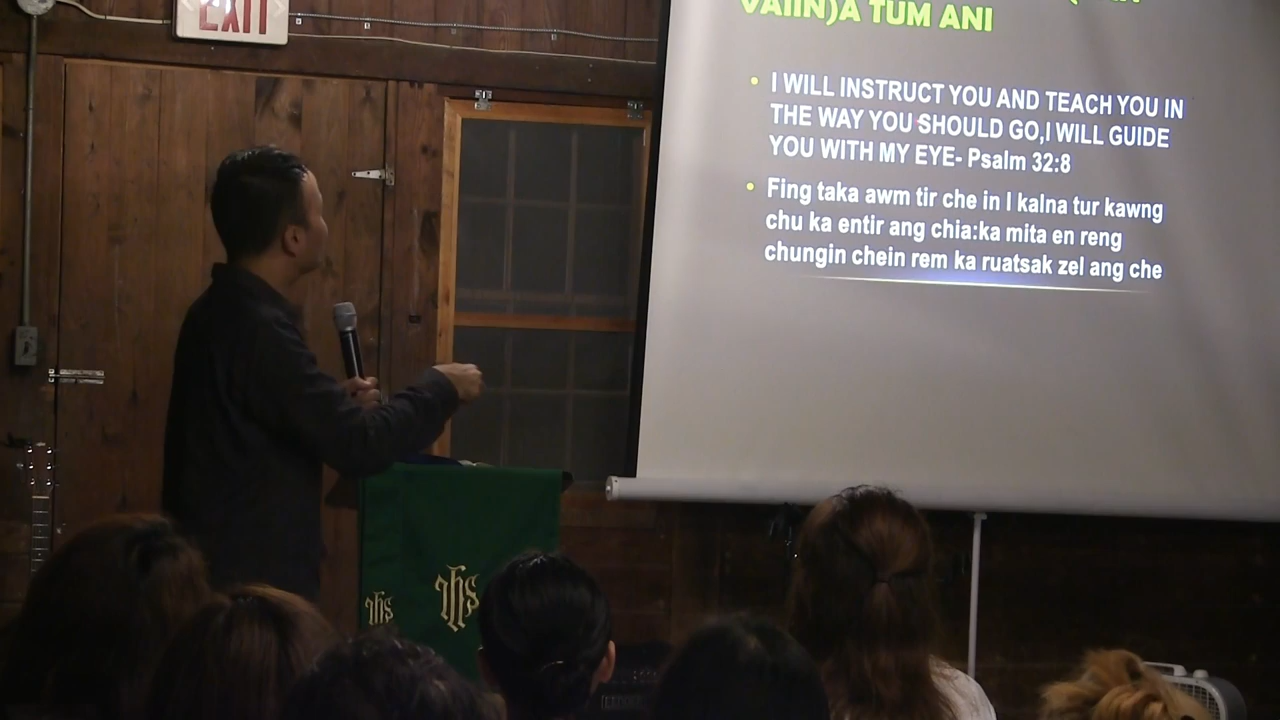 EXIT
VAIIN)A TUM ANI
• I WILL INSTRUCT YOU AND TEACH YOU IN
THE WAY YOU SHOULD GO,I WILL GUIDE
YOU WITH MY EYE- Psalm 32:8
• Fing taka awm tir che in I kalna tur kawng
chu ka entir ang chia:ka mita en reng
chungin chein rem ka ruatsak zel ang che
ihs
ihs